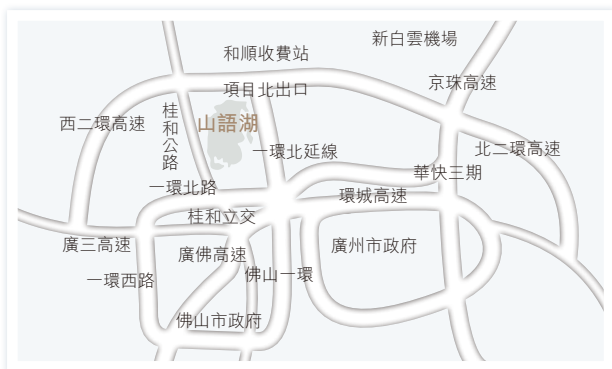 新白雲機場
和順收費站
京珠高速
項目北出口
桂和公路
西二環高速
山語湖
一環北延線
北二環高速
華快三期
一環北路
環城高速
桂和立交
廣三高速
廣佛高速
廣州市政府
一環西路
佛山一環
佛山市政府